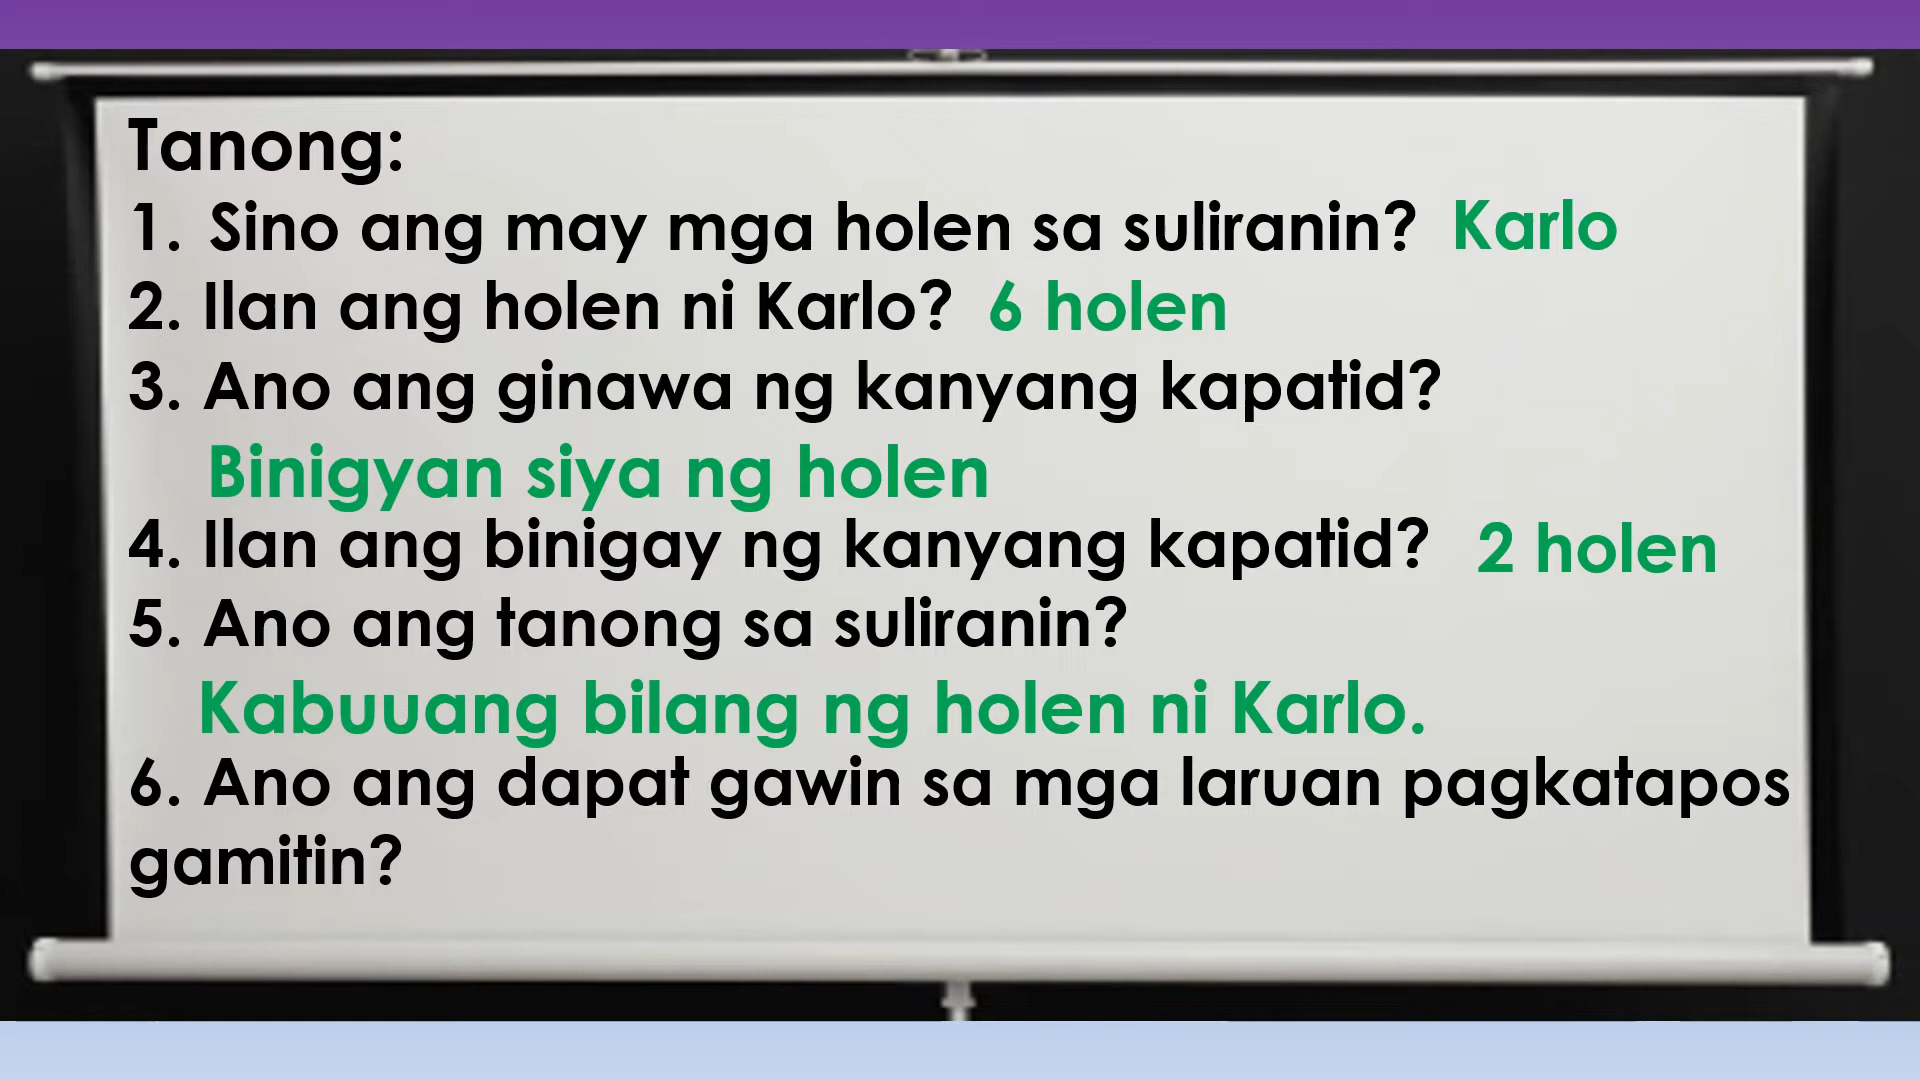 Tanong:
1. Sino ang may mga holen sa suliranin? Karlo
2. Ilan ang holen ni Karlo? 6 holen
3. Ano ang ginawa ng kanyang kapatid?
Binigyan siya ng holen
4. Ilan ang binigay ng kanyang kapatid? 2 holen
5. Ano ang tanong sa suliranin?
Kabuuang bilang ng holen ni Karlo.
6. Ano ang dapat gawin sa mga laruan pagkatapos
gamitin?